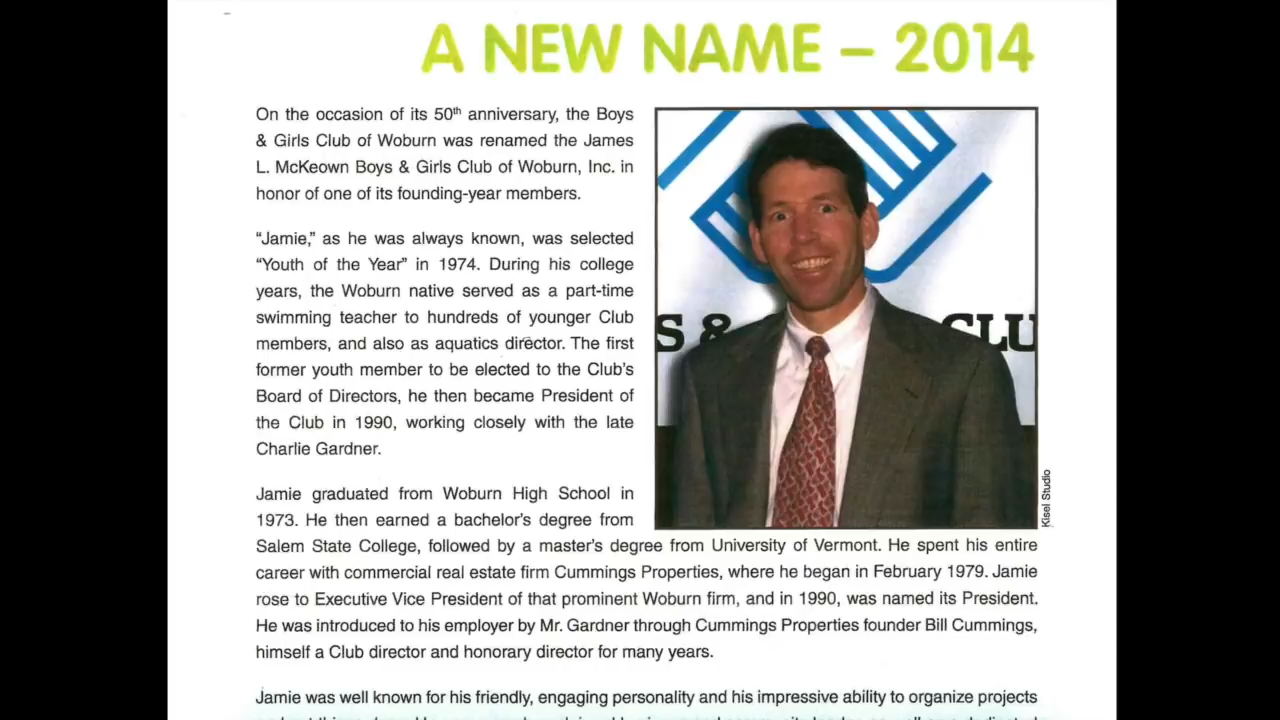 A NEW NAME – 2014
On the occasion of its 50th anniversary, the Boys
& Girls Club of Woburn was renamed the James
L. McKeown Boys & Girls Club of Woburn, Inc. in
honor of one of its founding-year members.
“Jamie,” as he was always known, was selected
“Youth of the Year” in 1974. During his college
years, the Woburn native served as a part-time
swimming teacher to hundreds of younger Club
members, and also as aquatics director. The first
former youth member to be elected to the Club’s
Board of Directors, he then became President of
the Club in 1990, working closely with the late
Charlie Gardner.
S & CLU
Kisel Studio
Jamie graduated from Woburn High School in
1973. He then earned a bachelor’s degree from
Salem State College, followed by a master’s degree from University of Vermont. He spent his entire
career with commercial real estate firm Cummings Properties, where he began in February 1979. Jamie
rose to Executive Vice President of that prominent Woburn firm, and in 1990, was named its President.
He was introduced to his employer by Mr. Gardner through Cummings Properties founder Bill Cummings,
himself a Club director and honorary director for many years.
Jamie was well known for his friendly, engaging personality and his impressive ability to organize projects